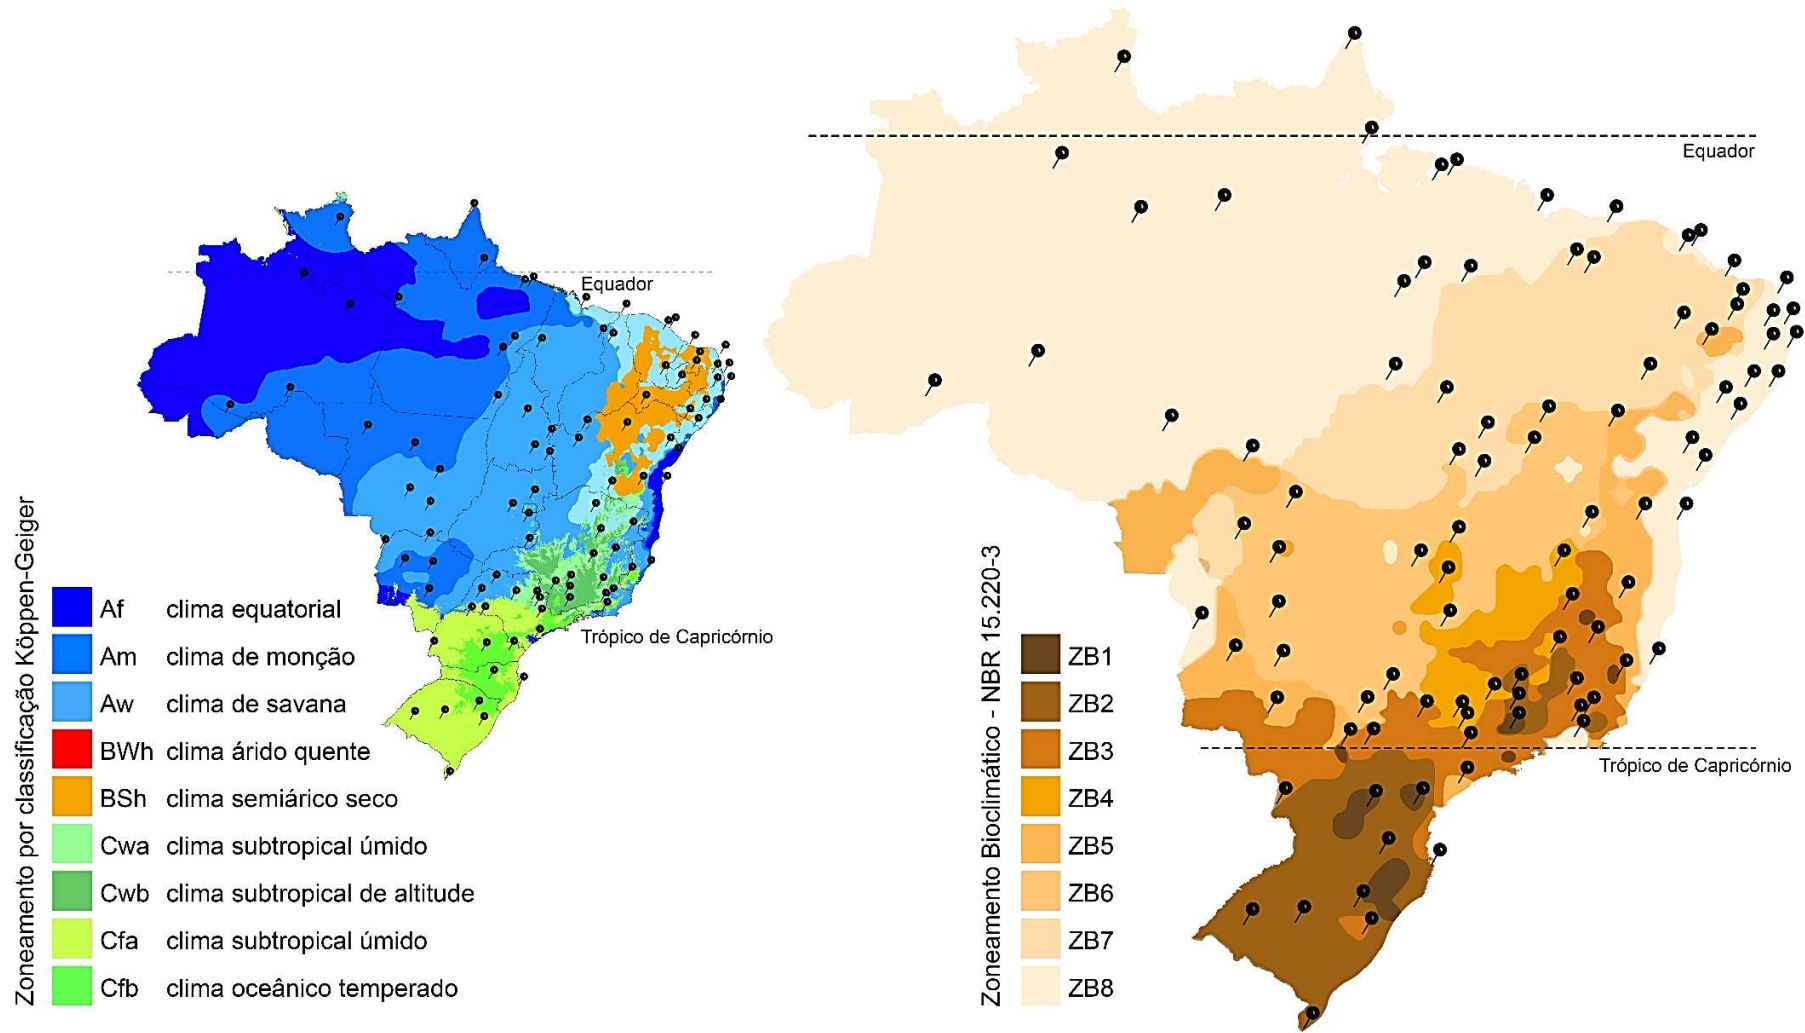 Zoneamento por classificação Köppen-Geiger
Equador
Trópico de Capricórnio
Af clima equatorial
Am clima de monção
Aw clima de savana
BWh clima árido quente
BSh clima semiárico seco
Cwa clima subtropical úmido
Cwb clima subtropical de altitude
Cfa clima subtropical úmido
Cfb clima oceânico temperado
Zoneamento Bioclimático - NBR 15.220-3
Equador
Trópico de Capricórnio
ZB1
ZB2
ZB3
ZB4
ZB5
ZB6
ZB7
ZB8